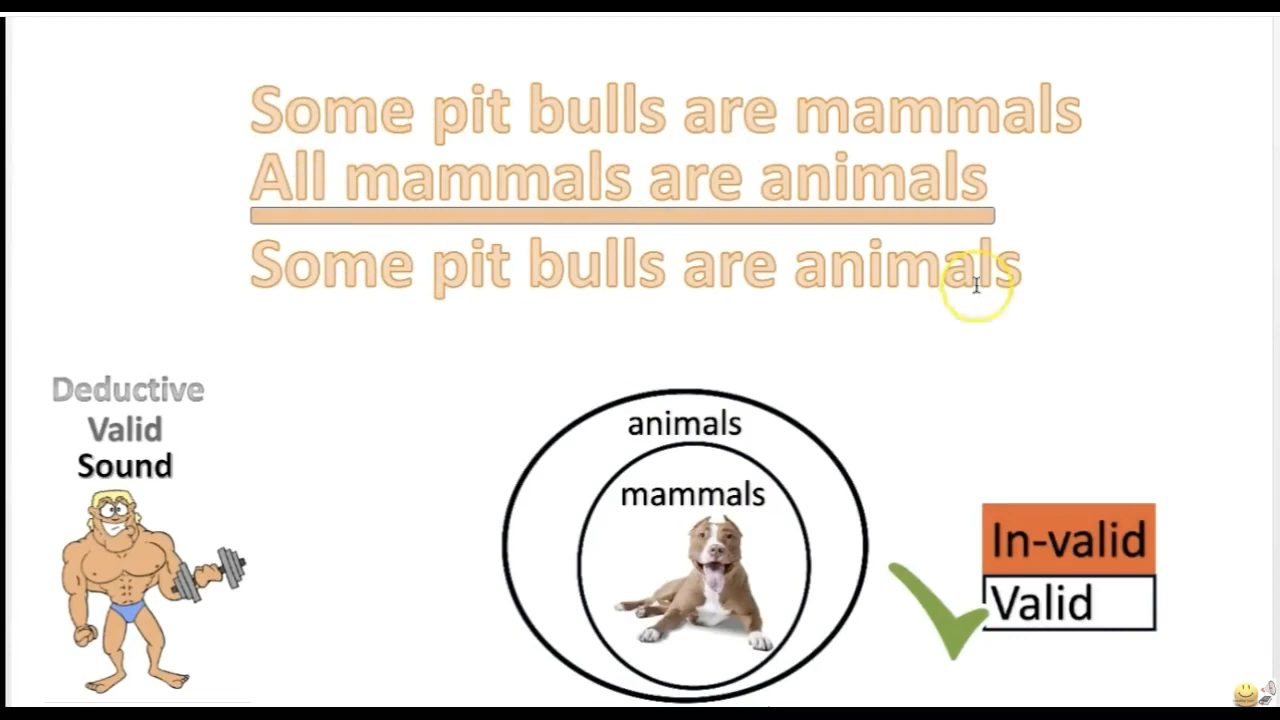 Some pit bulls are mammals
All mammals are animals
Some pit bulls are animals
Deductive
Valid
Sound
animals
mammals
In-valid
Valid